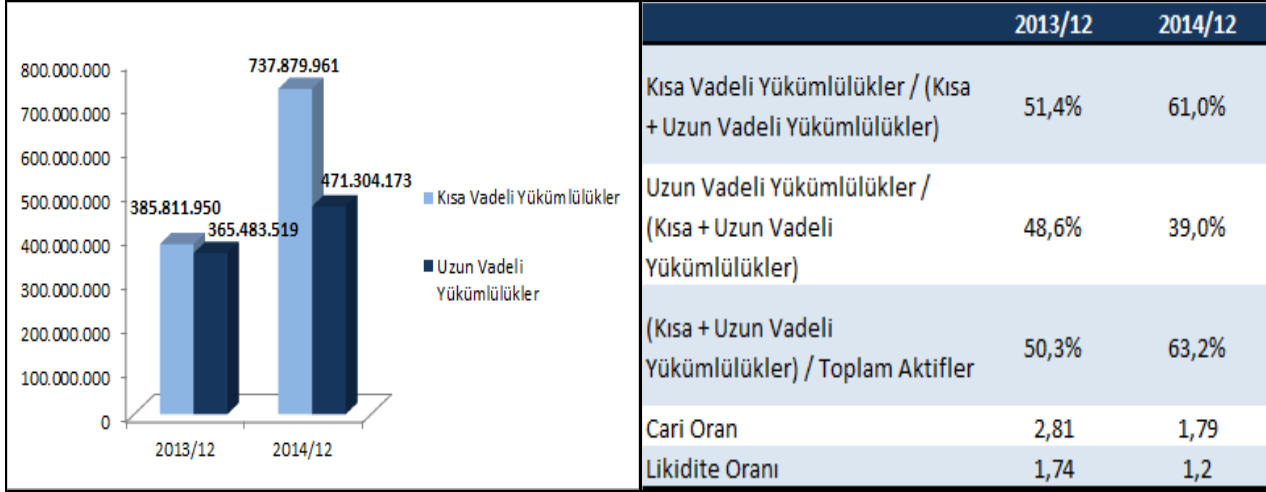 800.000.000
700.000.000
600.000.000
500.000.000
400.000.000
300.000.000
200.000.000
100.000.000
0
385.811.950
365.483.519
737.879.961
471.304.173
2013/12 2014/12
Kısa Vadeli Yükümlülükler
Uzun Vadeli
Yükümlülükler
2013/12 2014/12
Kısa Vadeli Yükümlülükler / (Kısa
+ Uzun Vadeli Yükümlülükler)
51,4% 61,0%
Uzun Vadeli Yükümlülükler /
(Kısa + Uzun Vadeli
Yükümlülükler)
48,6% 39,0%
(Kısa + Uzun Vadeli
Yükümlülükler) / Toplam Aktifler
50,3% 63,2%
Cari Oran 2,81 1,79
Likidite Oranı 1,74 1,2